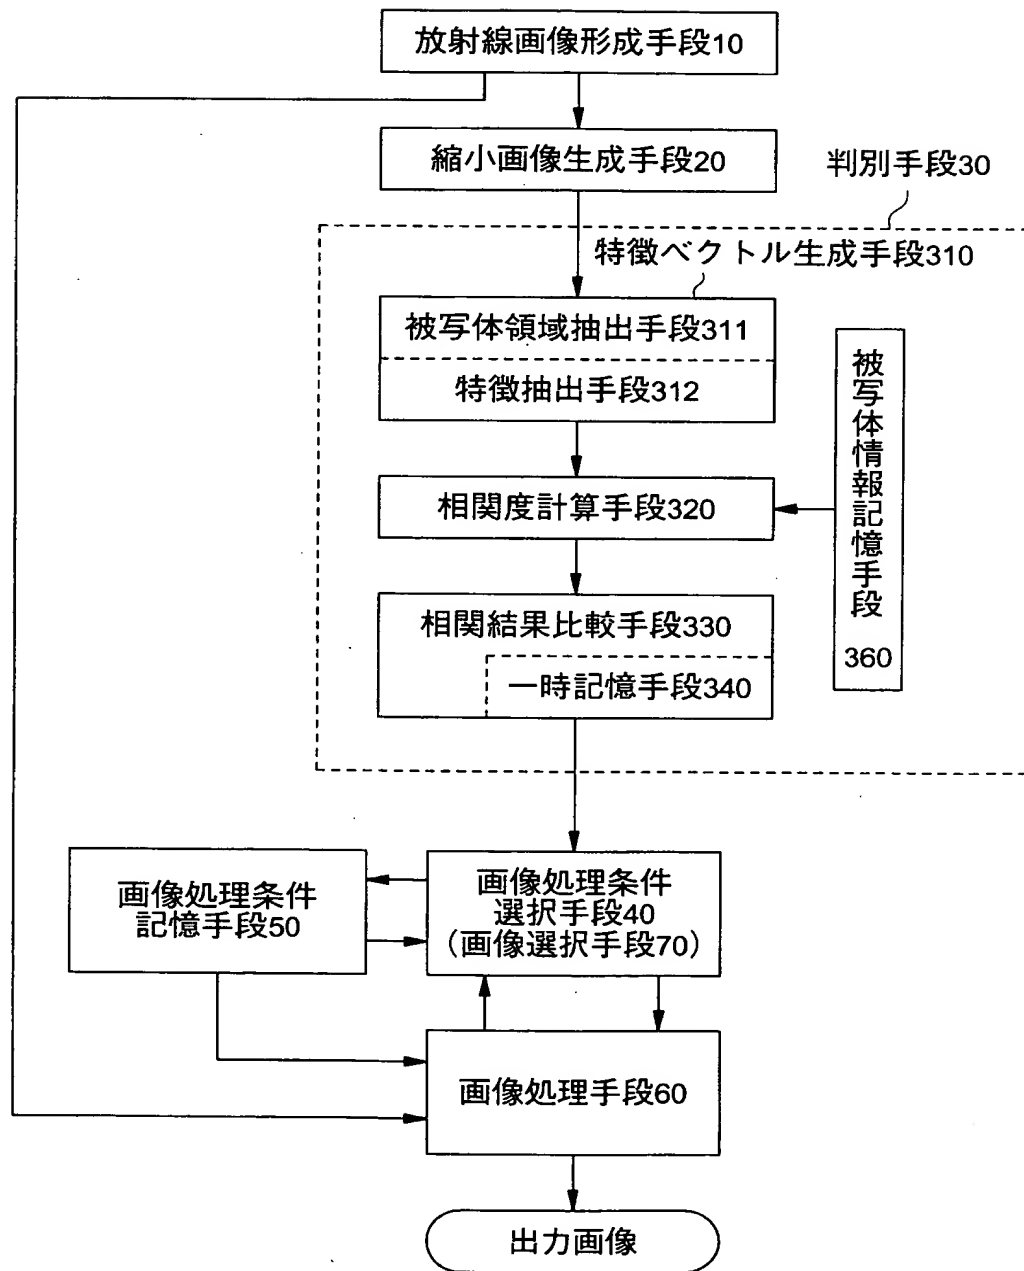 放射線画像形成手段10
縮小画像生成手段20
判別手段30
特徴ベクトル生成手段310
被写体領域抽出手段311
特徴抽出手段312
被写体情報記憶手段
360
相関度計算手段320
相関結果比較手段330
一時記憶手段340
画像処理条件
記憶手段50
画像処理条件
選択手段40
(画像選択手段70)
画像処理手段60
出力画像